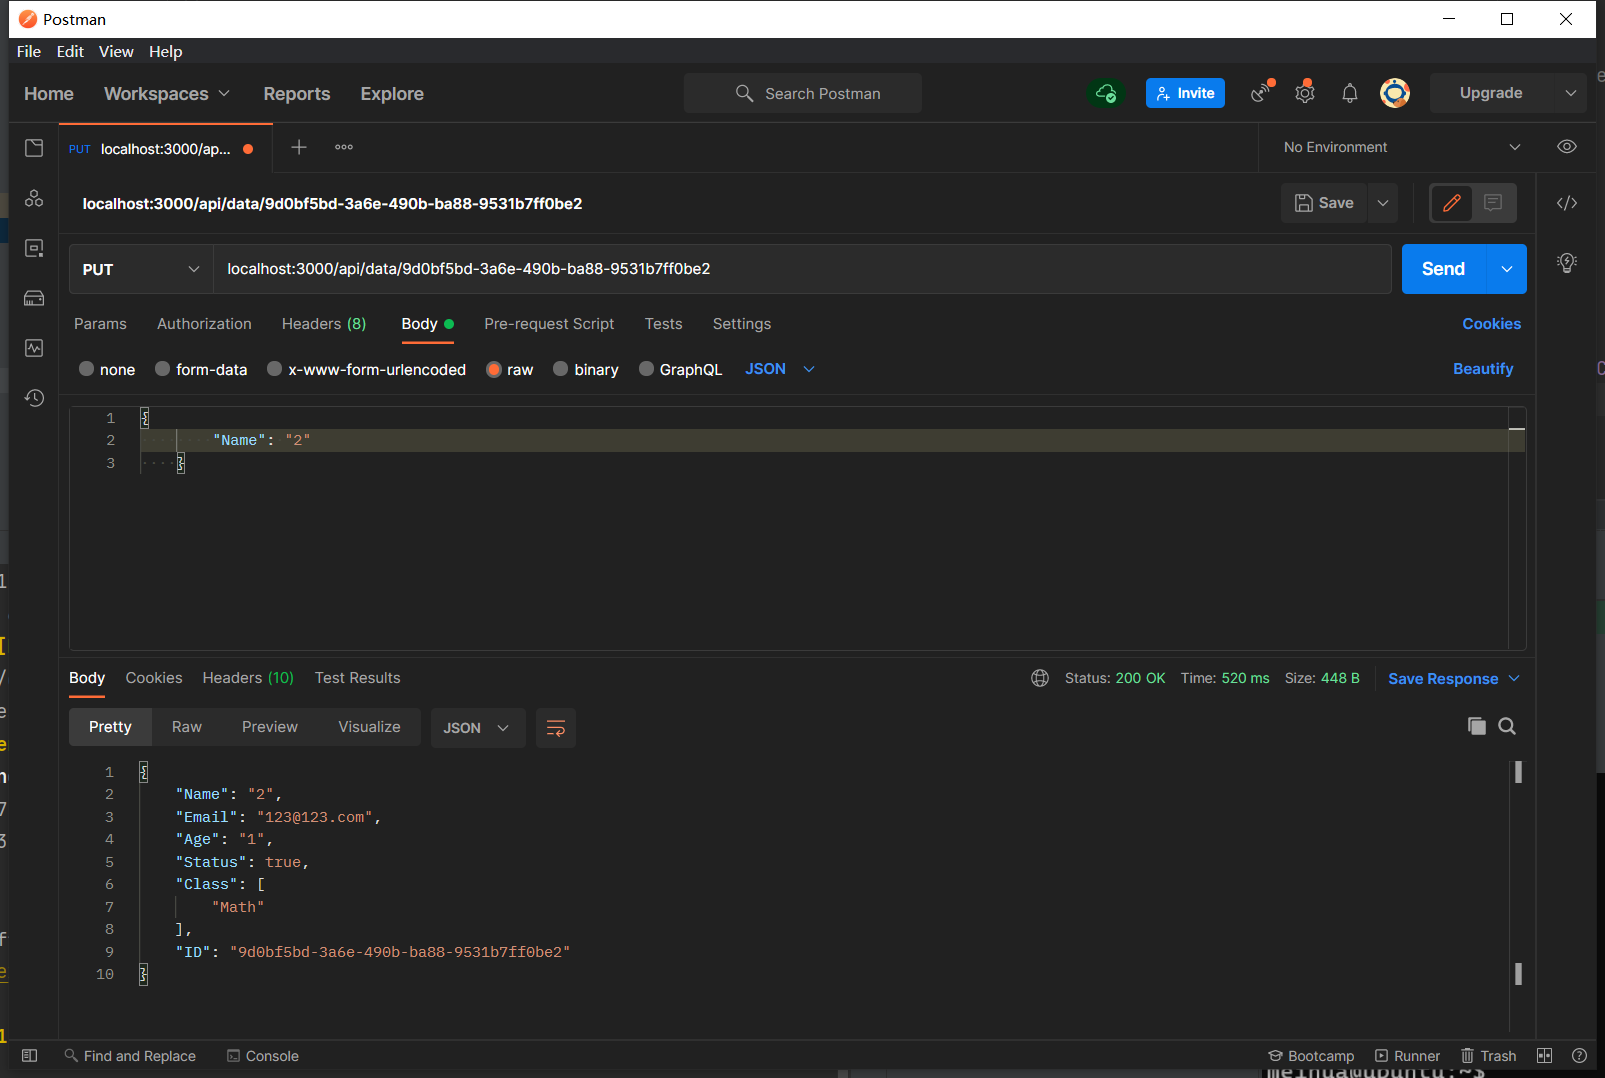 Postman
File Edit View Help
Home Workspaces Reports Explore Search Postman Invite Upgrade
PUT localhost:3000/ap... No Environment
localhost:3000/api/data/9d0bf5bd-3a6e-490b-ba88-9531b7ff0be2 Save
PUT localhost:3000/api/data/9d0bf5bd-3a6e-490b-ba88-9531b7ff0be2 Send
Params Authorization Headers (8) Body Pre-request Script Tests Settings Cookies
none form-data x-www-form-urlencoded raw binary GraphQL JSON Beautify
1 {
2 "Name": "2"
3 }
Body Cookies Headers (10) Test Results Status: 200 OK Time: 520 ms Size: 448 B Save Response
Pretty Raw Preview Visualize JSON
1 {
2 "Name": "2",
3 "Email": "123@123.com",
4 "Age": "1",
5 "Status": true,
6 "Class": [
7 "Math"
8 ],
9 "ID": "9d0bf5bd-3a6e-490b-ba88-9531b7ff0be2"
10 }
Find and Replace Console Bootcamp Runner Trash
meihua@ubuntu:~$